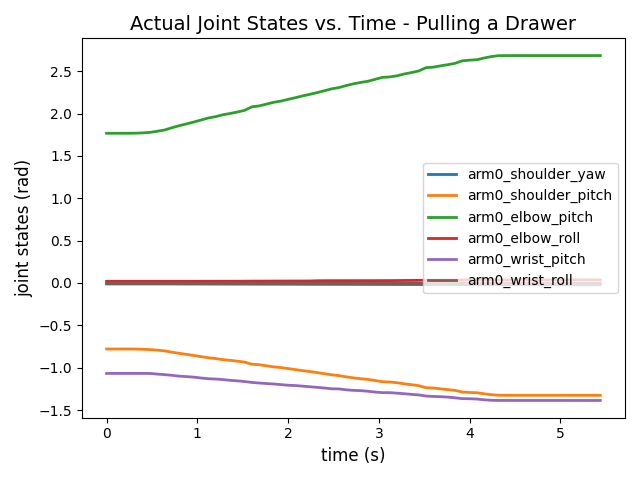 Actual Joint States vs. Time - Pulling a Drawer
joint states (rad)
2.5
2.0
1.5
1.0
0.5
0.0
−0.5
−1.0
−1.5
arm0_shoulder_yaw
arm0_shoulder_pitch
arm0_elbow_pitch
arm0_elbow_roll
arm0_wrist_pitch
arm0_wrist_roll
0 1 2 3 4 5
time (s)